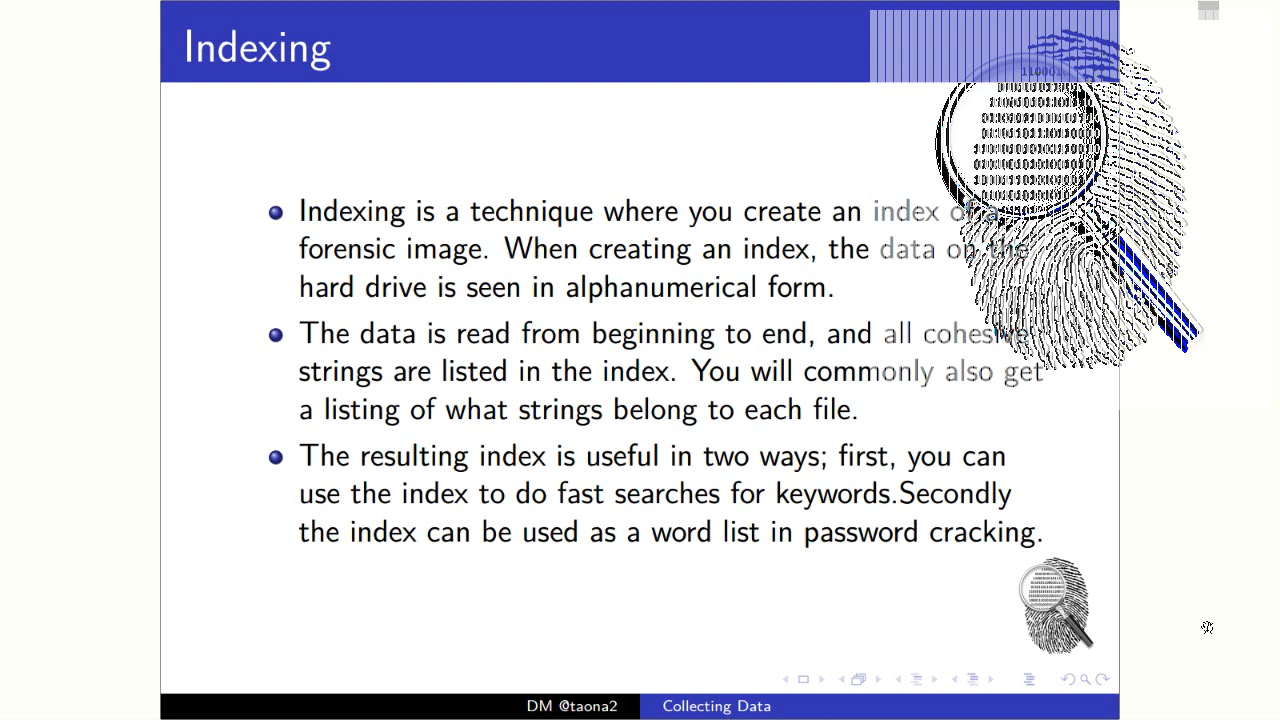 Indexing
Indexing is a technique where you create an index of a
forensic image. When creating an index, the data on the
hard drive is seen in alphanumerical form.
The data is read from beginning to end, and all cohesive
strings are listed in the index. You will commonly also get
a listing of what strings belong to each file.
The resulting index is useful in two ways; first, you can
use the index to do fast searches for keywords.Secondly
the index can be used as a word list in password cracking.
DM @taona2
Collecting Data